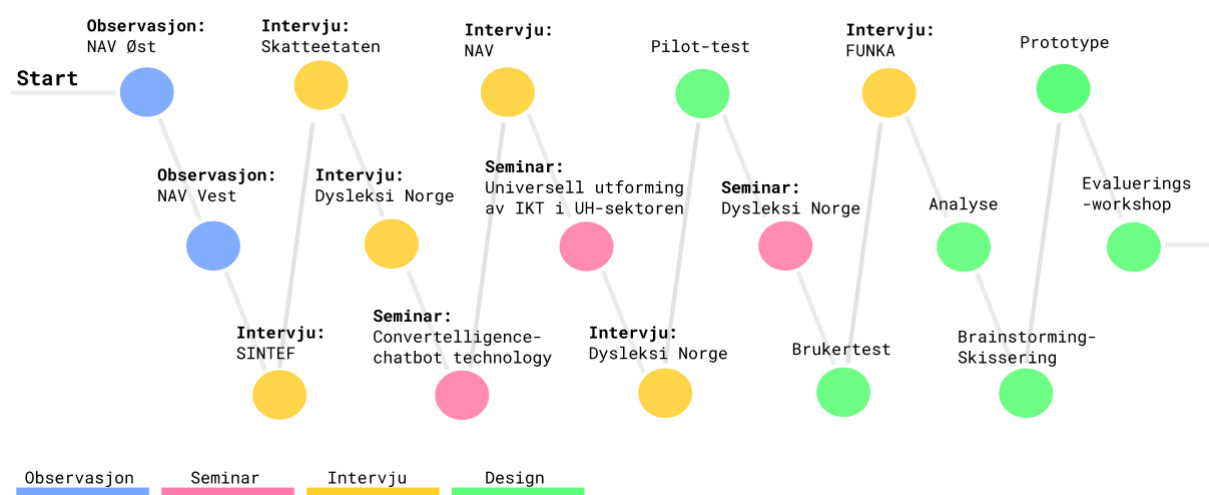 Start
Observasjon:
NAV Øst
Observasjon:
NAV Vest
Intervju:
SINTEF
Intervju:
Skatteetaten
Intervju:
Dysleksi Norge
Seminar:
Convertelligence-
chatbot technology
Intervju:
NAV
Seminar:
Universell utforming
av IKT i UH-sektoren
Intervju:
Dysleksi Norge
Pilot-test
Seminar:
Dysleksi Norge
Brukertest
Intervju:
FUNKA
Analyse
Brainstorming-
Skissering
Prototype
Evaluerings
-workshop
Observasjon
Seminar
Intervju
Design